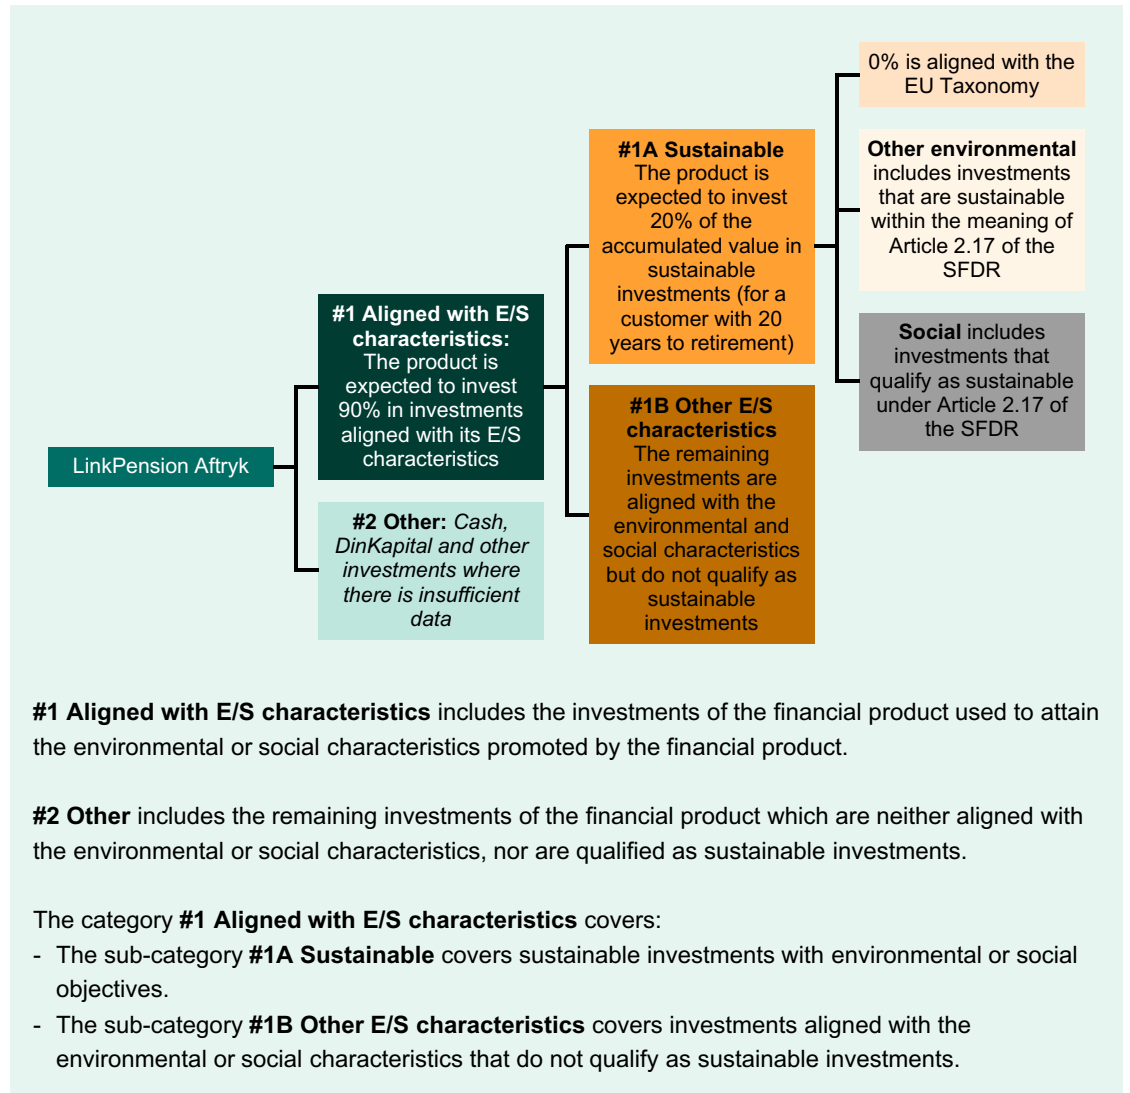 LinkPension Aftryk
#1 Aligned with E/S
characteristics:
The product is
expected to invest
90% in investments
aligned with its E/S
characteristics
#2 Other: Cash,
DinKapital and other
investments where
there is insufficient
data
#1A Sustainable
The product is
expected to invest
20% of the
accumulated value in
sustainable
investments (for a
customer with 20
years to retirement)
#1B Other E/S
characteristics
The remaining
investments are
aligned with the
environmental and
social characteristics
but do not qualify as
sustainable
investments
0% is aligned with the
EU Taxonomy
Other environmental
includes investments
that are sustainable
within the meaning of
Article 2.17 of the
SFDR
Social includes
investments that
qualify as sustainable
under Article 2.17 of
the SFDR
#1 Aligned with E/S characteristics includes the investments of the financial product used to attain
the environmental or social characteristics promoted by the financial product.
#2 Other includes the remaining investments of the financial product which are neither aligned with
the environmental or social characteristics, nor are qualified as sustainable investments.
The category #1 Aligned with E/S characteristics covers:
- The sub-category #1A Sustainable covers sustainable investments with environmental or social
objectives.
- The sub-category #1B Other E/S characteristics covers investments aligned with the
environmental or social characteristics that do not qualify as sustainable investments.